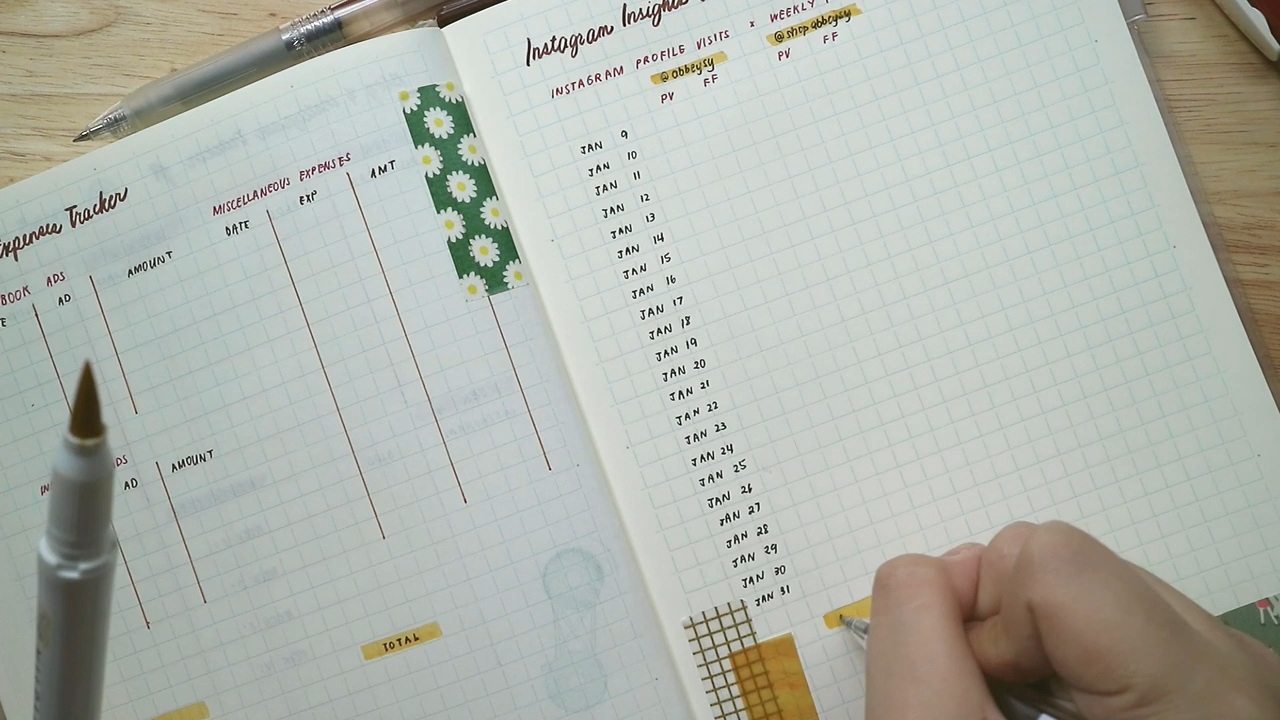 Expenses Tracker
BOOK ADS
AD
AMOUNT
MISCELLANEOUS EXPENSES
DATE
EXP
AMT
AD
AMOUNT
TOTAL
Instagram Insights
INSTAGRAM PROFILE VISITS × WEEKLY
@abbeysy
@shopabbeysy
PV FF
PV FF
JAN 9
JAN 10
JAN 11
JAN 12
JAN 13
JAN 14
JAN 15
JAN 16
JAN 17
JAN 18
JAN 19
JAN 20
JAN 21
JAN 22
JAN 23
JAN 24
JAN 25
JAN 26
JAN 27
JAN 28
JAN 29
JAN 30
JAN 31